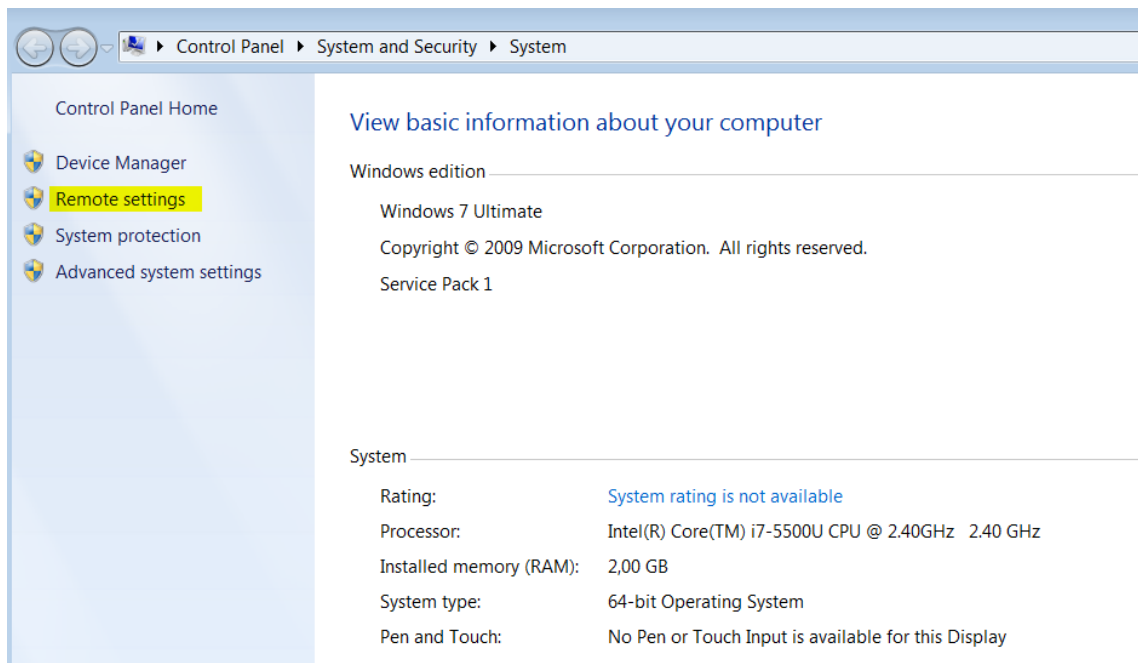 Control Panel ▸ System and Security ▸ System
Control Panel Home
Device Manager
Remote settings
System protection
Advanced system settings
View basic information about your computer
Windows edition
Windows 7 Ultimate
Copyright © 2009 Microsoft Corporation.  All rights reserved.
Service Pack 1
System
Rating: System rating is not available
Processor: Intel(R) Core(TM) i7-5500U CPU @ 2.40GHz   2.40 GHz
Installed memory (RAM): 2,00 GB
System type: 64-bit Operating System
Pen and Touch: No Pen or Touch Input is available for this Display